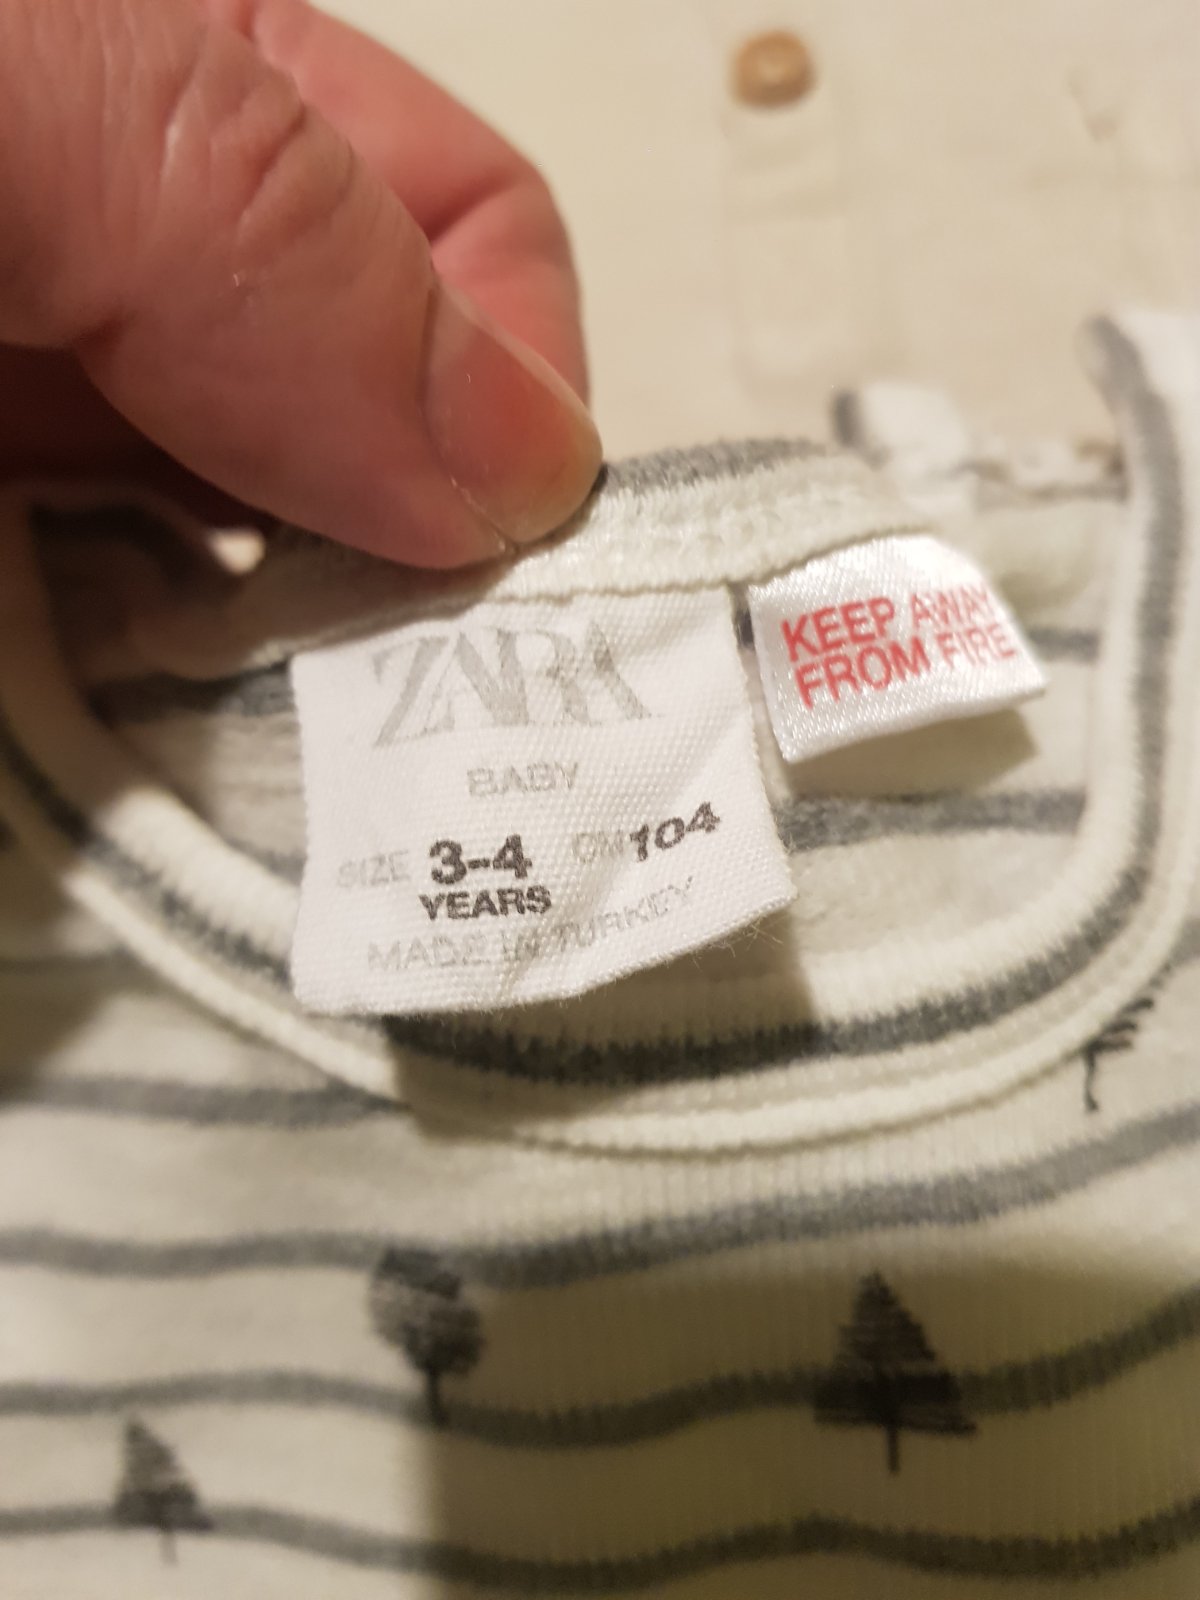 ZARA
BABY
SIZE 3-4 CM 104
YEARS
MADE IN TURKEY
KEEP AWAY
FROM FIRE